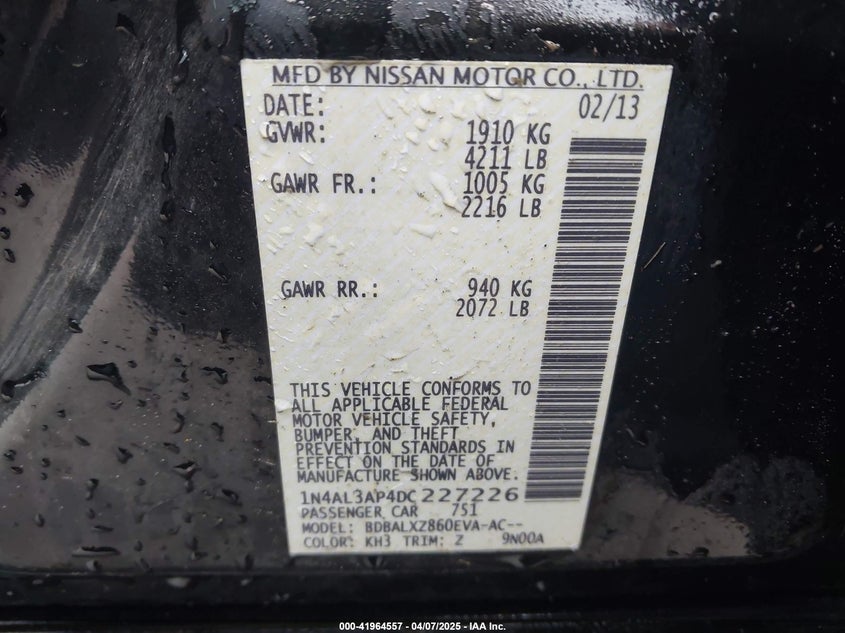 MFD BY NISSAN MOTOR CO., LTD.
DATE: 02/13
GVWR: 1910 KG
4211 LB
GAWR FR.: 1005 KG
2216 LB
GAWR RR.: 940 KG
2072 LB
THIS VEHICLE CONFORMS TO
ALL APPLICABLE FEDERAL
MOTOR VEHICLE SAFETY,
BUMPER, AND THEFT
PREVENTION STANDARDS IN
EFFECT ON THE DATE OF
MANUFACTURE SHOWN ABOVE.
1N4AL3AP4DC227226
PASSENGER CAR 751
MODEL: BDBALXZ860EVA-AC--
COLOR: KH3 TRIM: Z 9N00A
000-41964557 - 04/07/2025 - IAA Inc.